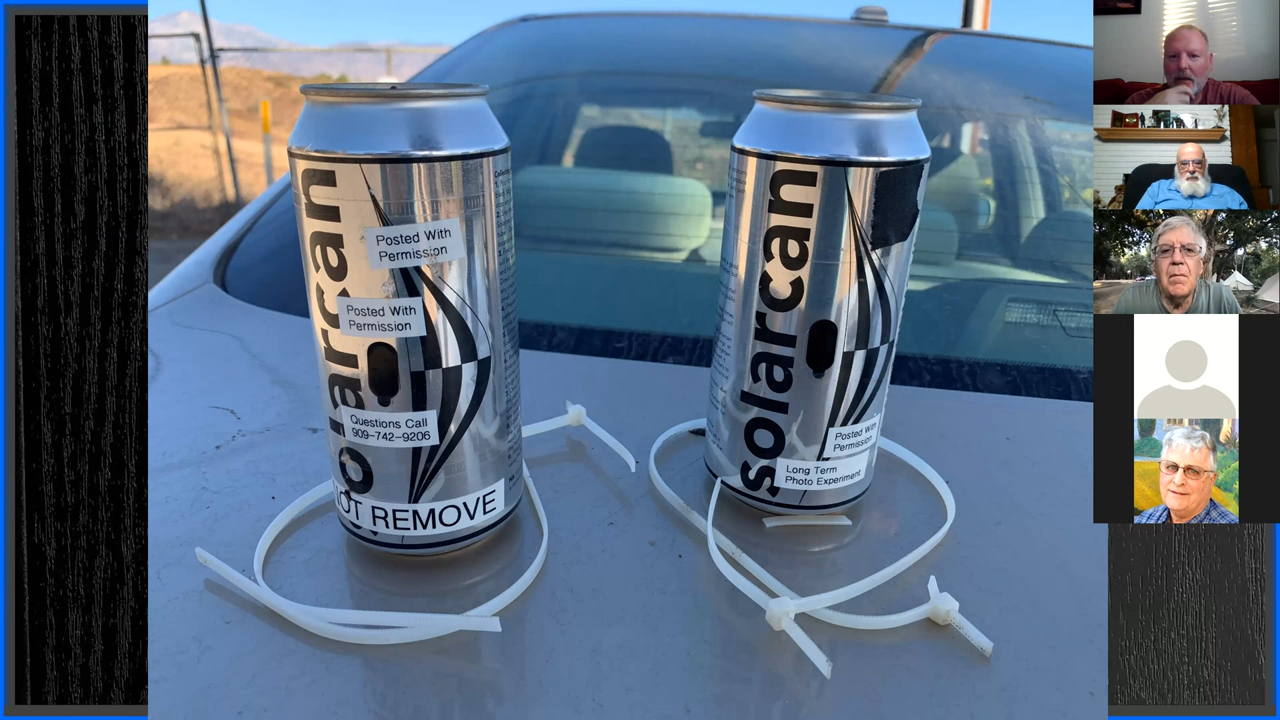 solarcan
Posted With
Permission
Posted With
Permission
Questions Call
909-742-9206
NOT REMOVE
solarcan
Posted With
Permission
Long Term
Photo Experiment